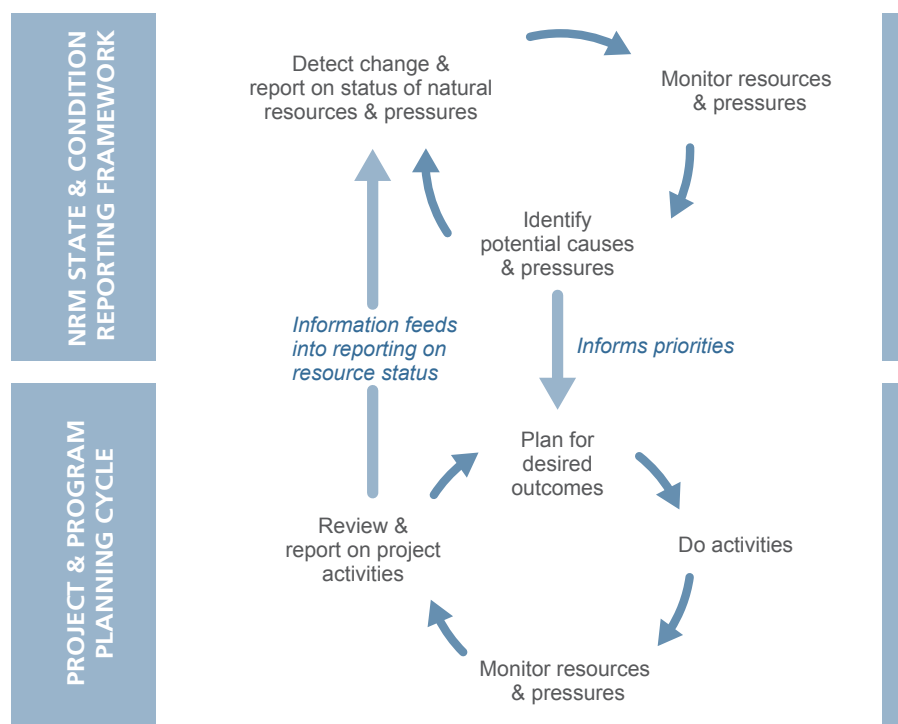 NRM STATE & CONDITION
REPORTING FRAMEWORK
Detect change &
report on status of natural
resources & pressures
Monitor resources
& pressures
Identify
potential causes
& pressures
Information feeds
into reporting on
resource status
Informs priorities
PROJECT & PROGRAM
PLANNING CYCLE
Plan for
desired
outcomes
Review &
report on project
activities
Do activities
Monitor resources
& pressures